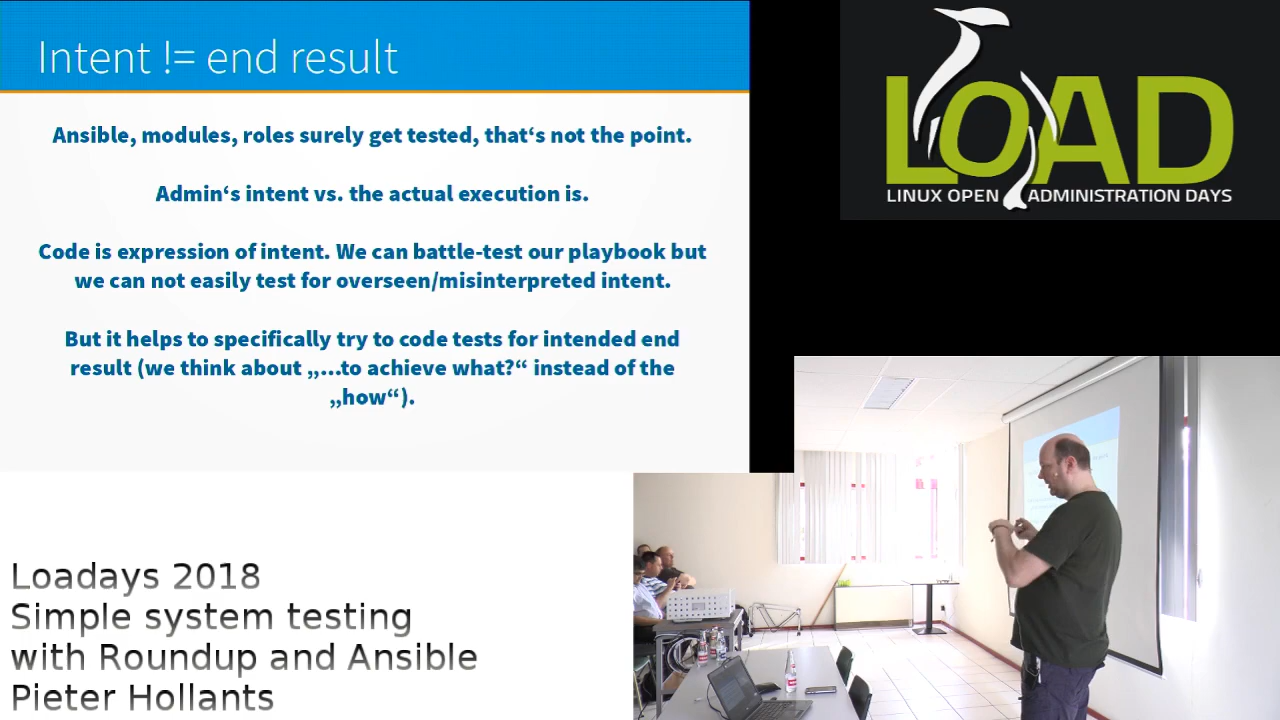 Intent != end result
Ansible, modules, roles surely get tested, that‘s not the point.
Admin‘s intent vs. the actual execution is.
Code is expression of intent. We can battle-test our playbook but
we can not easily test for overseen/misinterpreted intent.
But it helps to specifically try to code tests for intended end
result (we think about „...to achieve what?“ instead of the
„how“).
LOAD
LINUX OPEN ADMINISTRATION DAYS
Loadays 2018
Simple system testing
with Roundup and Ansible
Pieter Hollants